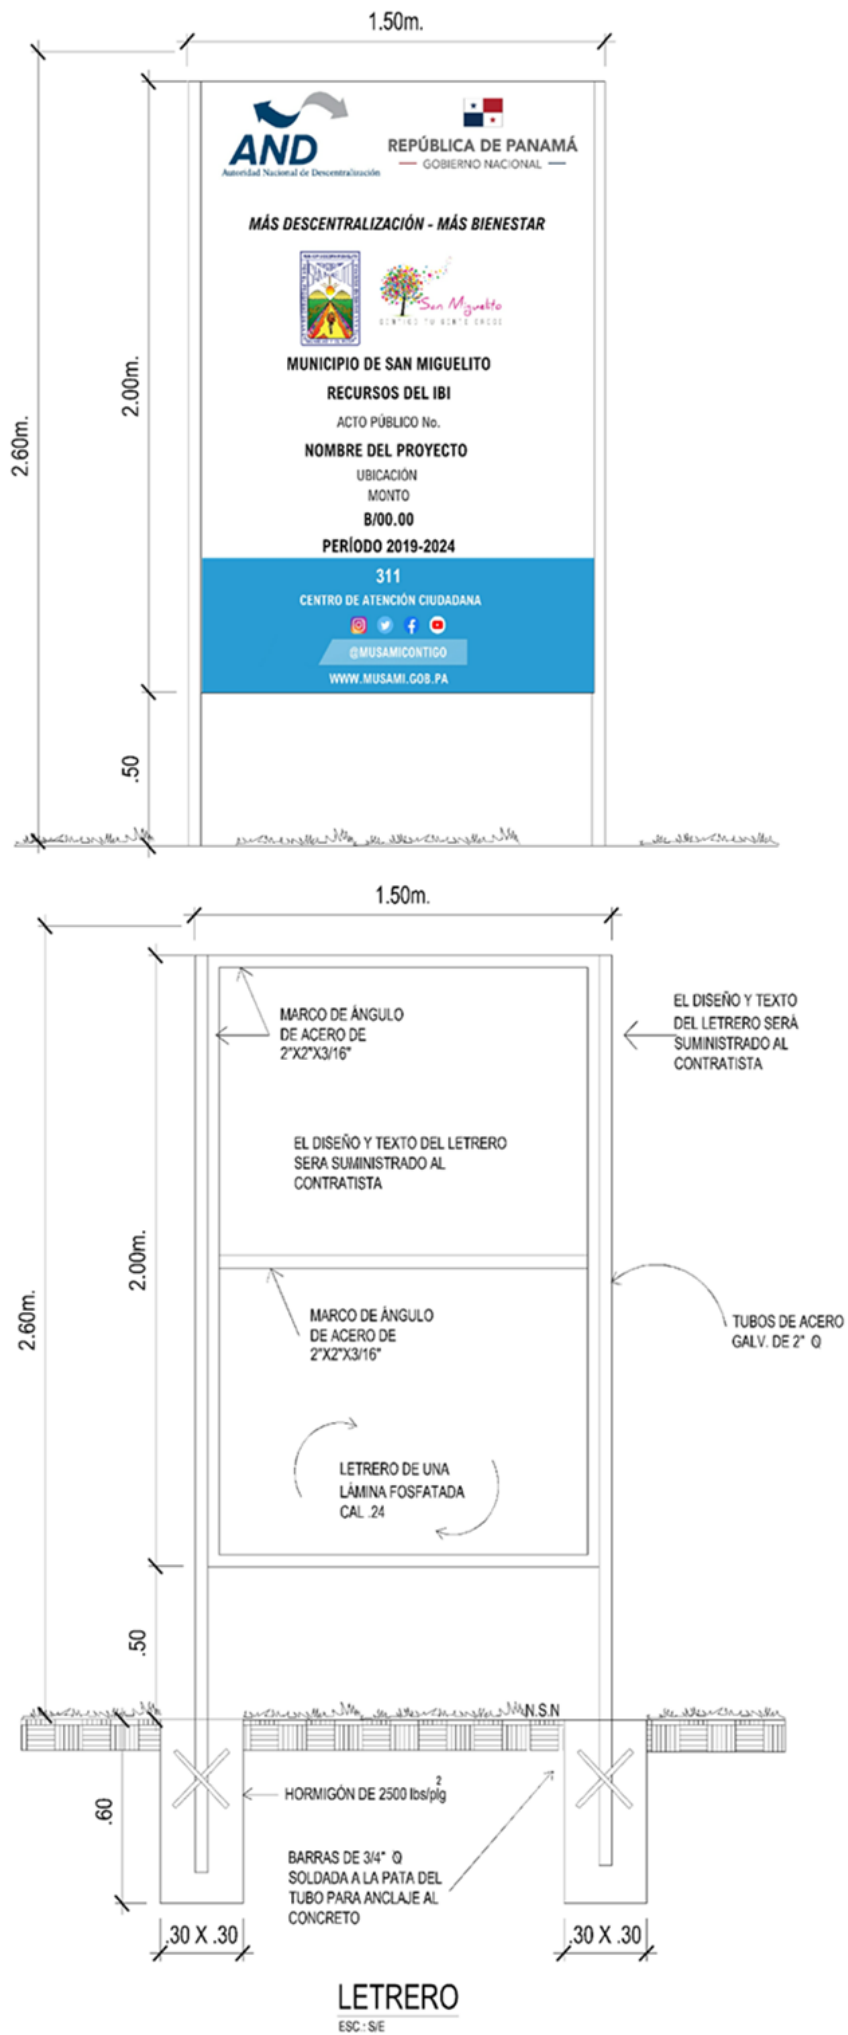 1.50m.
AND
Autoridad Nacional de Descentralización
REPÚBLICA DE PANAMÁ
GOBIERNO NACIONAL
MÁS DESCENTRALIZACIÓN - MÁS BIENESTAR
San Miguelito
MUNICIPIO DE SAN MIGUELITO
RECURSOS DEL IBI
ACTO PÚBLICO No.
NOMBRE DEL PROYECTO
UBICACIÓN
MONTO
B/00.00
PERÍODO 2019-2024
311
CENTRO DE ATENCIÓN CIUDADANA
@MUSAMICONTIGO
WWW.MUSAMI.GOB.PA
2.00m.
2.60m.
.50
1.50m.
MARCO DE ÁNGULO
DE ACERO DE
2"X2"X3/16"
EL DISEÑO Y TEXTO
DEL LETRERO SERÁ
SUMINISTRADO AL
CONTRATISTA
EL DISEÑO Y TEXTO DEL LETRERO
SERA SUMINISTRADO AL
CONTRATISTA
2.00m.
2.60m.
MARCO DE ÁNGULO
DE ACERO DE
2"X2"X3/16"
TUBOS DE ACERO
GALV. DE 2" Q
LETRERO DE UNA
LÁMINA FOSFATADA
CAL .24
.50
N.S.N
HORMIGÓN DE 2500 lbs/plg²
.60
BARRAS DE 3/4" Q
SOLDADA A LA PATA DEL
TUBO PARA ANCLAJE AL
CONCRETO
.30 X .30
.30 X .30
LETRERO
ESC.: S/E